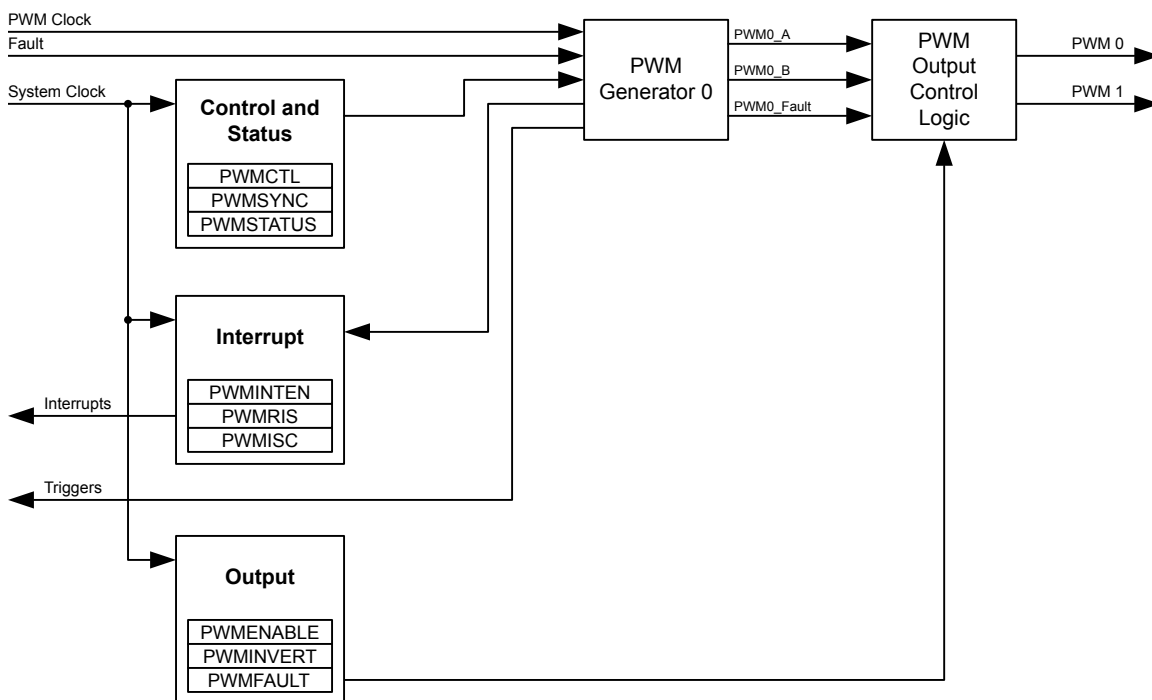 PWM Clock
Fault
System Clock
Control and
Status
PWMCTL
PWMSYNC
PWMSTATUS
Interrupt
PWMINTEN
PWMRIS
PWMISC
Interrupts
Triggers
Output
PWMENABLE
PWMINVERT
PWMFAULT
PWM
Generator 0
PWM0_A
PWM0_B
PWM0_Fault
PWM
Output
Control
Logic
PWM 0
PWM 1